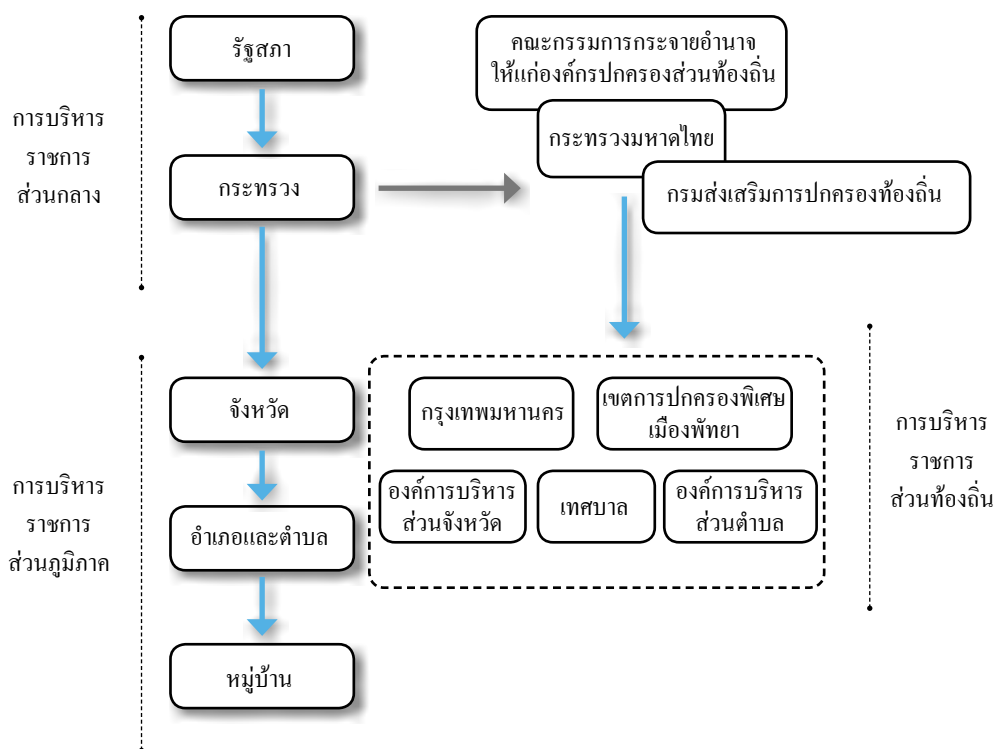 รัฐสภา
คณะกรรมการกระจายอำนาจ
ให้แก่องค์กรปกครองส่วนท้องถิ่น
การบริหาร
ราชการ
ส่วนกลาง
กระทรวงมหาดไทย
กระทรวง
กรมส่งเสริมการปกครองท้องถิ่น
จังหวัด
กรุงเทพมหานคร
เขตการปกครองพิเศษ
เมืองพัทยา
การบริหาร
ราชการ
ส่วนท้องถิ่น
การบริหาร
ราชการ
ส่วนภูมิภาค
อำเภอและตำบล
องค์การบริหาร
ส่วนจังหวัด
เทศบาล
องค์การบริหาร
ส่วนตำบล
หมู่บ้าน